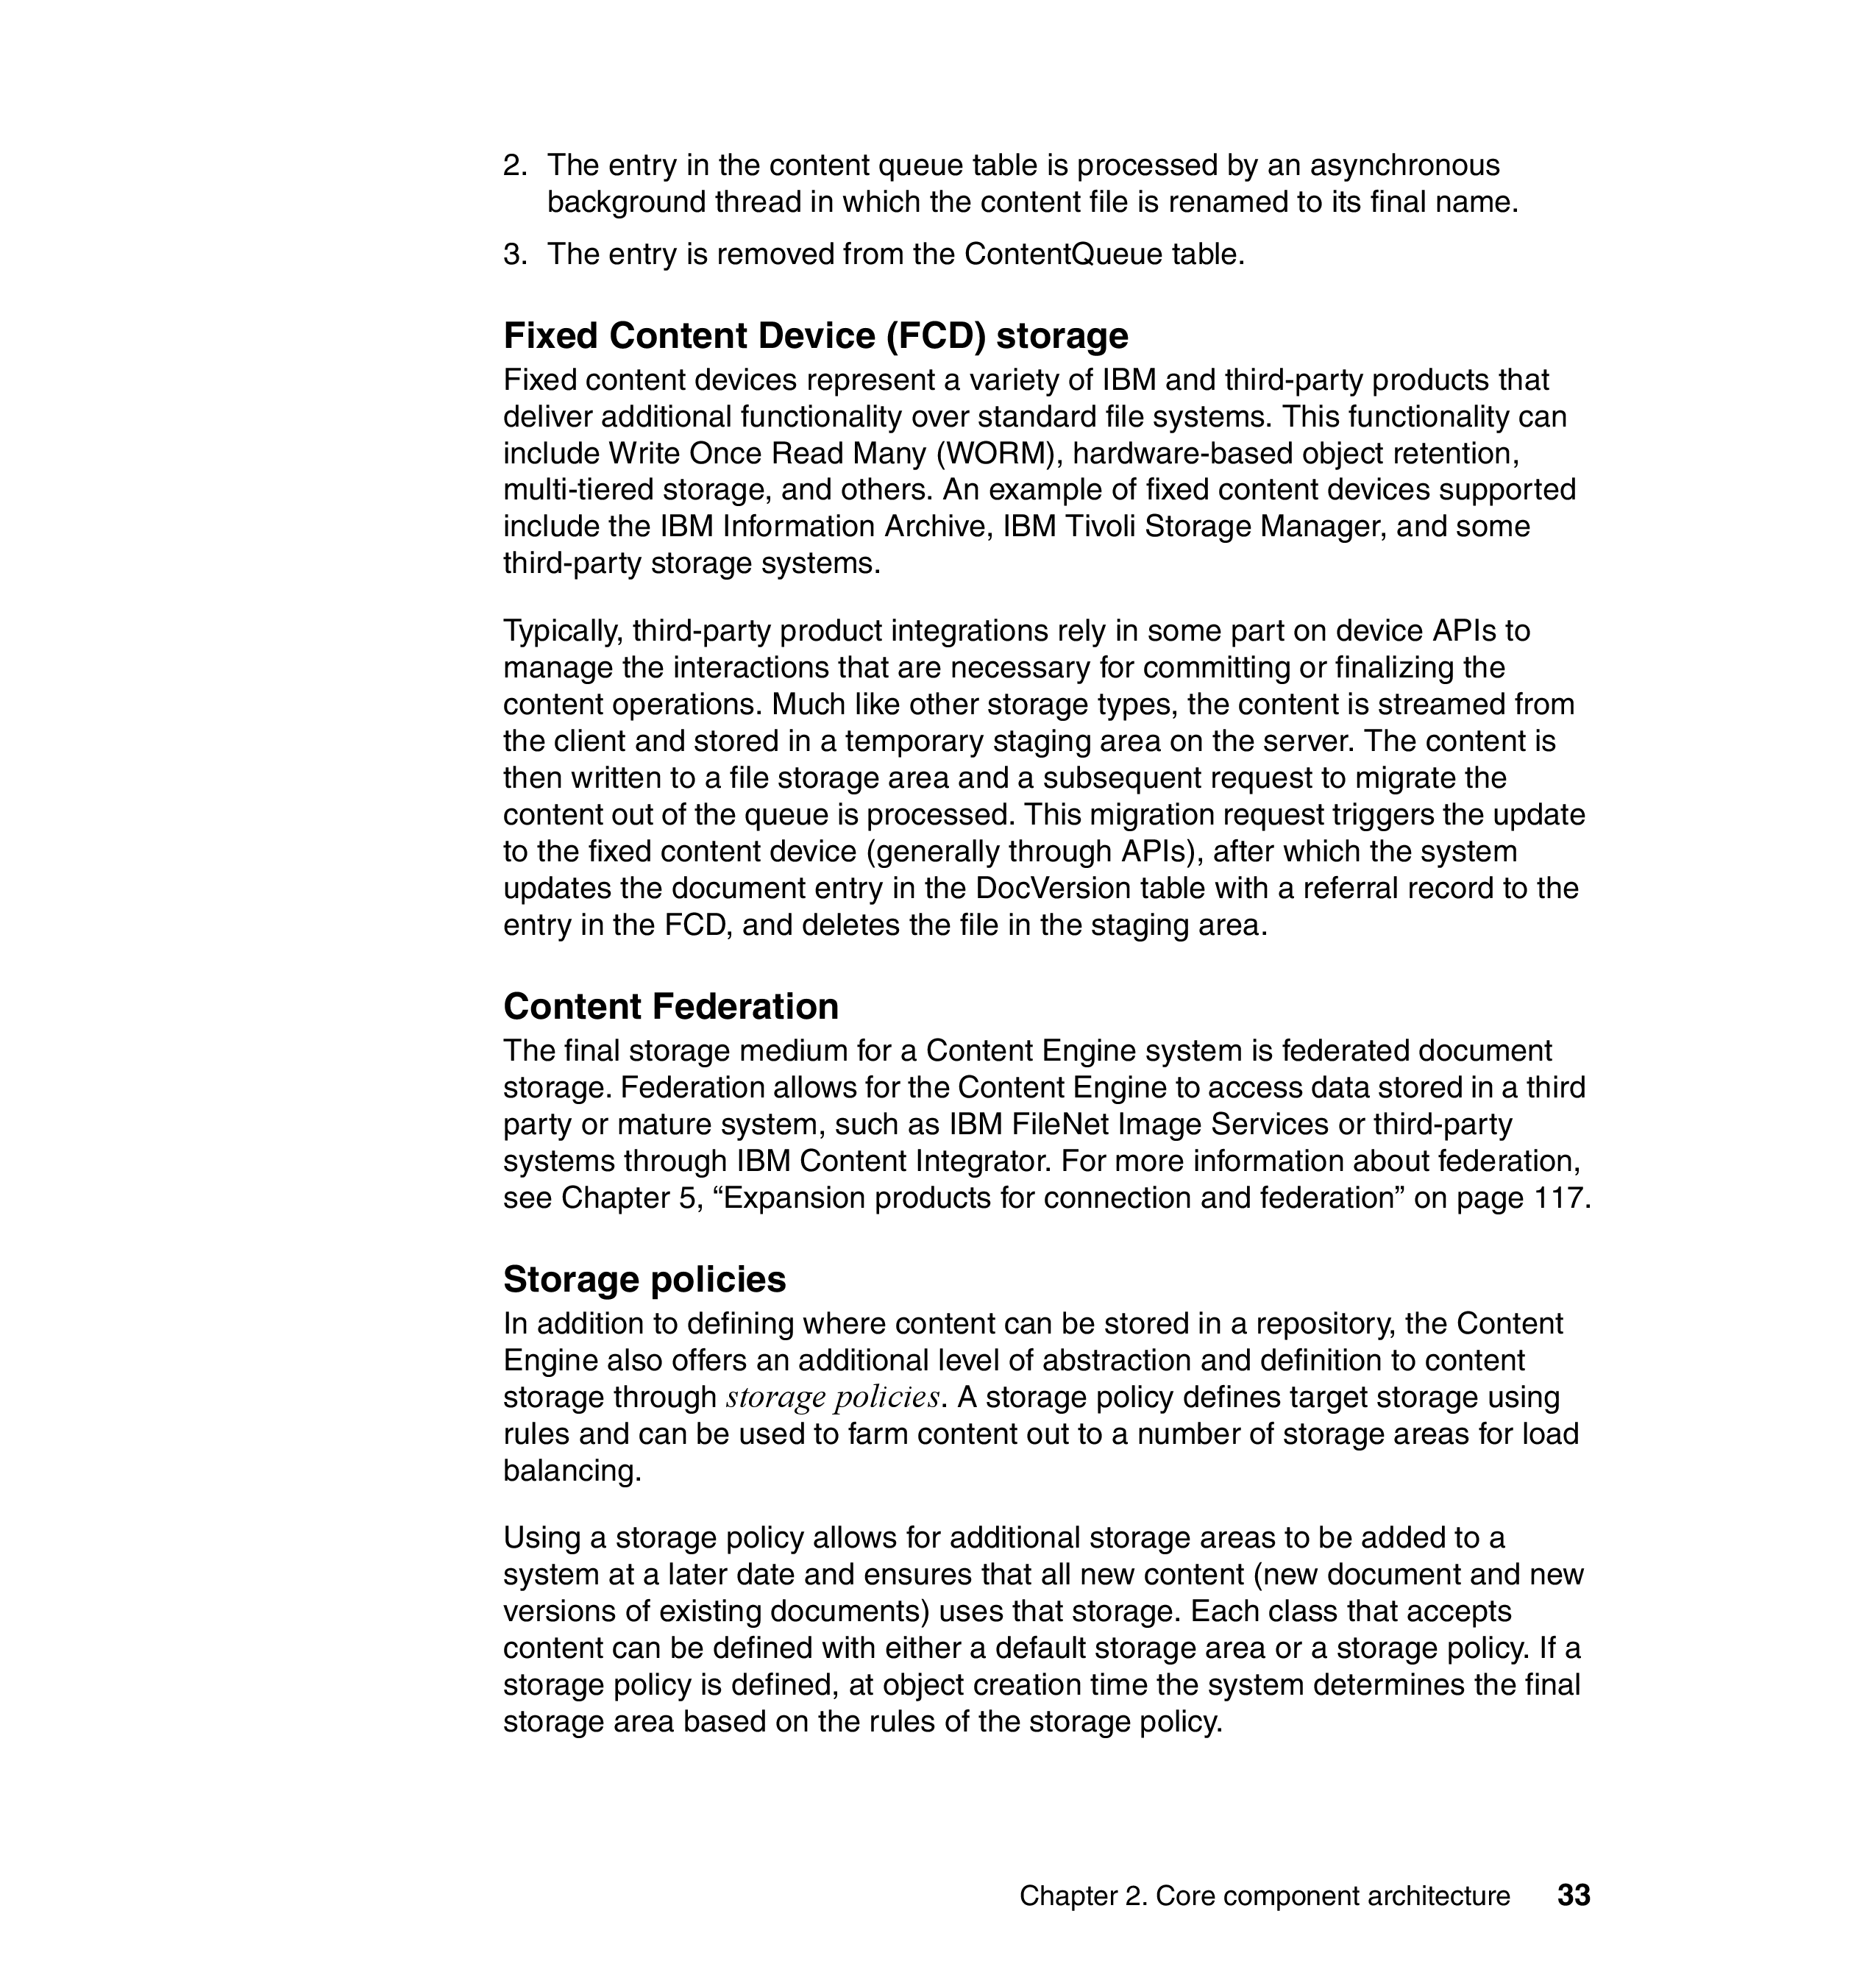 2. The entry in the content queue table is processed by an asynchronous
background thread in which the content file is renamed to its final name.
3. The entry is removed from the ContentQueue table.
Fixed Content Device (FCD) storage
Fixed content devices represent a variety of IBM and third-party products that
deliver additional functionality over standard file systems. This functionality can
include Write Once Read Many (WORM), hardware-based object retention,
multi-tiered storage, and others. An example of fixed content devices supported
include the IBM Information Archive, IBM Tivoli Storage Manager, and some
third-party storage systems.
Typically, third-party product integrations rely in some part on device APIs to
manage the interactions that are necessary for committing or finalizing the
content operations. Much like other storage types, the content is streamed from
the client and stored in a temporary staging area on the server. The content is
then written to a file storage area and a subsequent request to migrate the
content out of the queue is processed. This migration request triggers the update
to the fixed content device (generally through APIs), after which the system
updates the document entry in the DocVersion table with a referral record to the
entry in the FCD, and deletes the file in the staging area.
Content Federation
The final storage medium for a Content Engine system is federated document
storage. Federation allows for the Content Engine to access data stored in a third
party or mature system, such as IBM FileNet Image Services or third-party
systems through IBM Content Integrator. For more information about federation,
see Chapter 5, “Expansion products for connection and federation” on page 117.
Storage policies
In addition to defining where content can be stored in a repository, the Content
Engine also offers an additional level of abstraction and definition to content
storage through storage policies. A storage policy defines target storage using
rules and can be used to farm content out to a number of storage areas for load
balancing.
Using a storage policy allows for additional storage areas to be added to a
system at a later date and ensures that all new content (new document and new
versions of existing documents) uses that storage. Each class that accepts
content can be defined with either a default storage area or a storage policy. If a
storage policy is defined, at object creation time the system determines the final
storage area based on the rules of the storage policy.
Chapter 2. Core component architecture 33